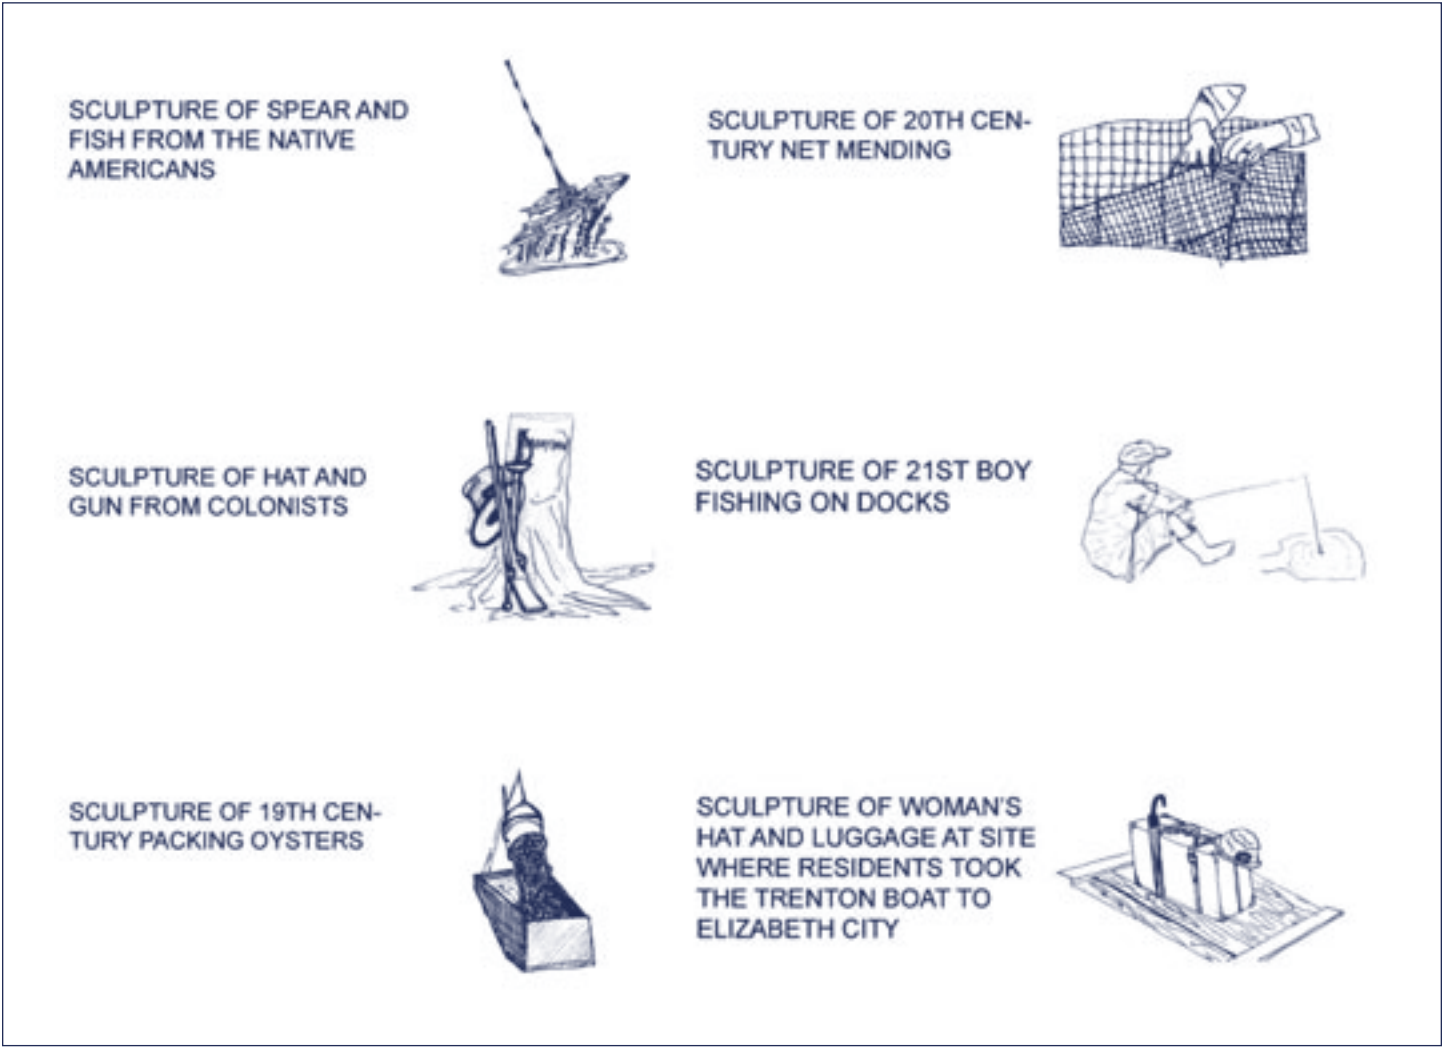 SCULPTURE OF SPEAR AND
FISH FROM THE NATIVE
AMERICANS
SCULPTURE OF 20TH CEN-
TURY NET MENDING
SCULPTURE OF HAT AND
GUN FROM COLONISTS
SCULPTURE OF 21ST BOY
FISHING ON DOCKS
SCULPTURE OF 19TH CEN-
TURY PACKING OYSTERS
SCULPTURE OF WOMAN'S
HAT AND LUGGAGE AT SITE
WHERE RESIDENTS TOOK
THE TRENTON BOAT TO
ELIZABETH CITY